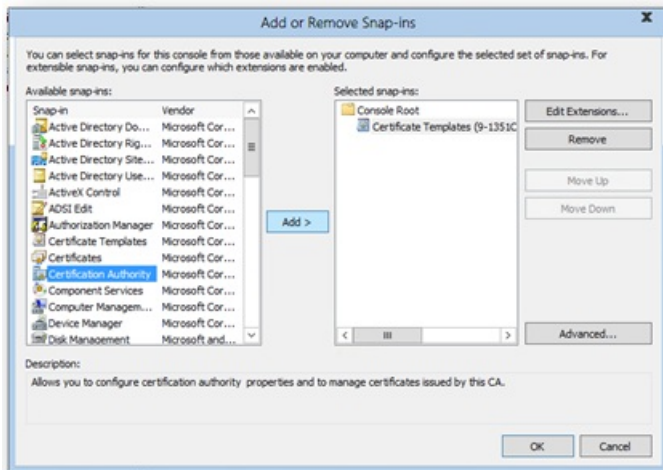 Add or Remove Snap-ins
x
You can select snap-ins for this console from those available on your computer and configure the selected set of snap-ins. For
extensible snap-ins, you can configure which extensions are enabled.
Available snap-ins:
Snap-in Vendor
Active Directory Do... Microsoft Cor...
Active Directory Rig... Microsoft Cor...
Active Directory Site... Microsoft Cor...
Active Directory Use... Microsoft Cor...
ActiveX Control Microsoft Cor...
ADSI Edit Microsoft Cor...
Authorization Manager Microsoft Cor...
Certificate Templates Microsoft Cor...
Certificates Microsoft Cor...
Certification Authority Microsoft Cor...
Component Services Microsoft Cor...
Computer Managem... Microsoft Cor...
Device Manager Microsoft Cor...
Disk Management Microsoft and...
Add >
Selected snap-ins:
Console Root
Certificate Templates (9-1351C
Edit Extensions...
Remove
Move Up
Move Down
Advanced...
Description:
Allows you to configure certification authority properties and to manage certificates issued by this CA.
OK Cancel